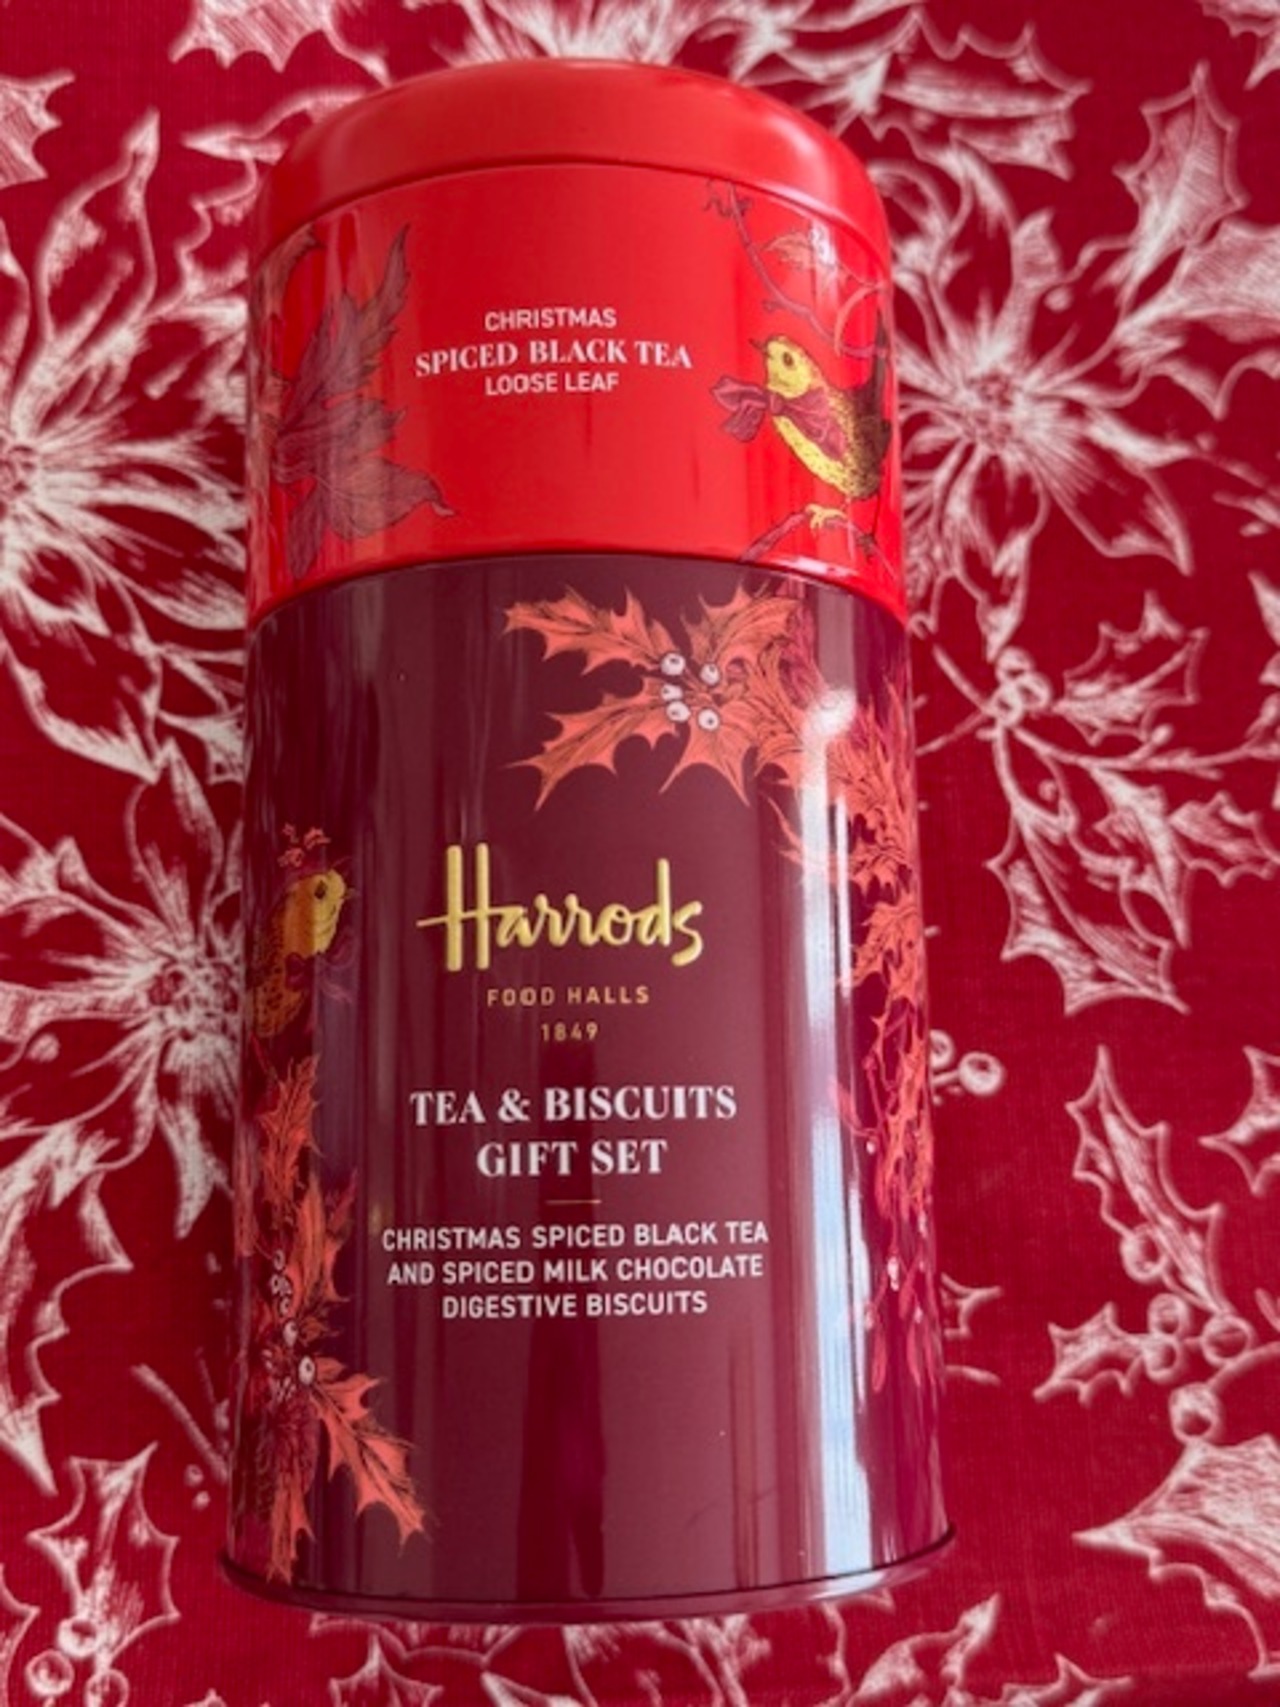 CHRISTMAS
SPICED BLACK TEA
LOOSE LEAF
Harrods
FOOD HALLS
1849
TEA & BISCUITS
GIFT SET
CHRISTMAS SPICED BLACK TEA
AND SPICED MILK CHOCOLATE
DIGESTIVE BISCUITS